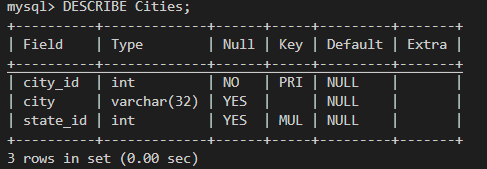 mysql> DESCRIBE Cities;
+----------+-------------+------+-----+---------+-------+
| Field    | Type        | Null | Key | Default | Extra |
+----------+-------------+------+-----+---------+-------+
| city_id  | int         | NO   | PRI | NULL    |       |
| city     | varchar(32) | YES  |     | NULL    |       |
| state_id | int         | YES  | MUL | NULL    |       |
+----------+-------------+------+-----+---------+-------+
3 rows in set (0.00 sec)